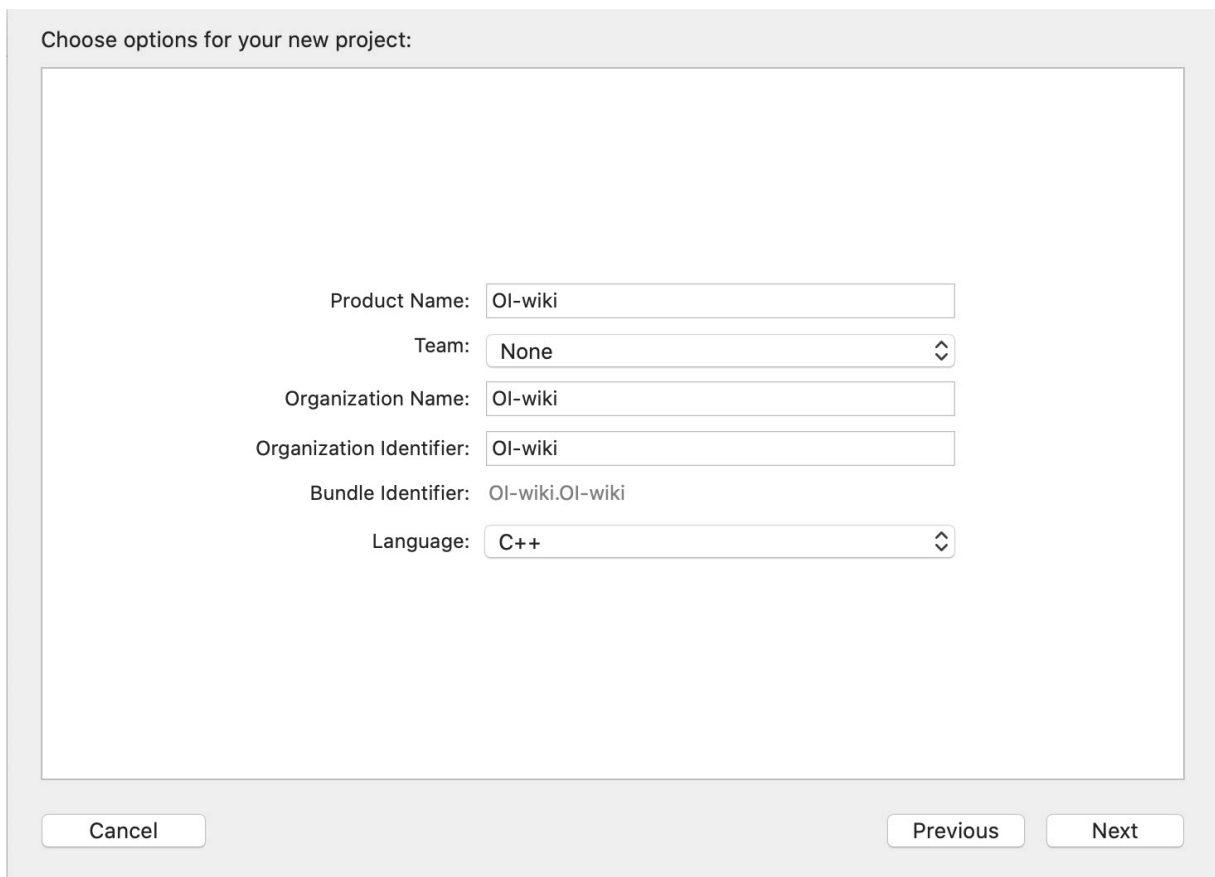 Choose options for your new project:
Product Name: OI-wiki
Team: None
Organization Name: OI-wiki
Organization Identifier: OI-wiki
Bundle Identifier: OI-wiki.OI-wiki
Language: C++
Cancel Previous Next